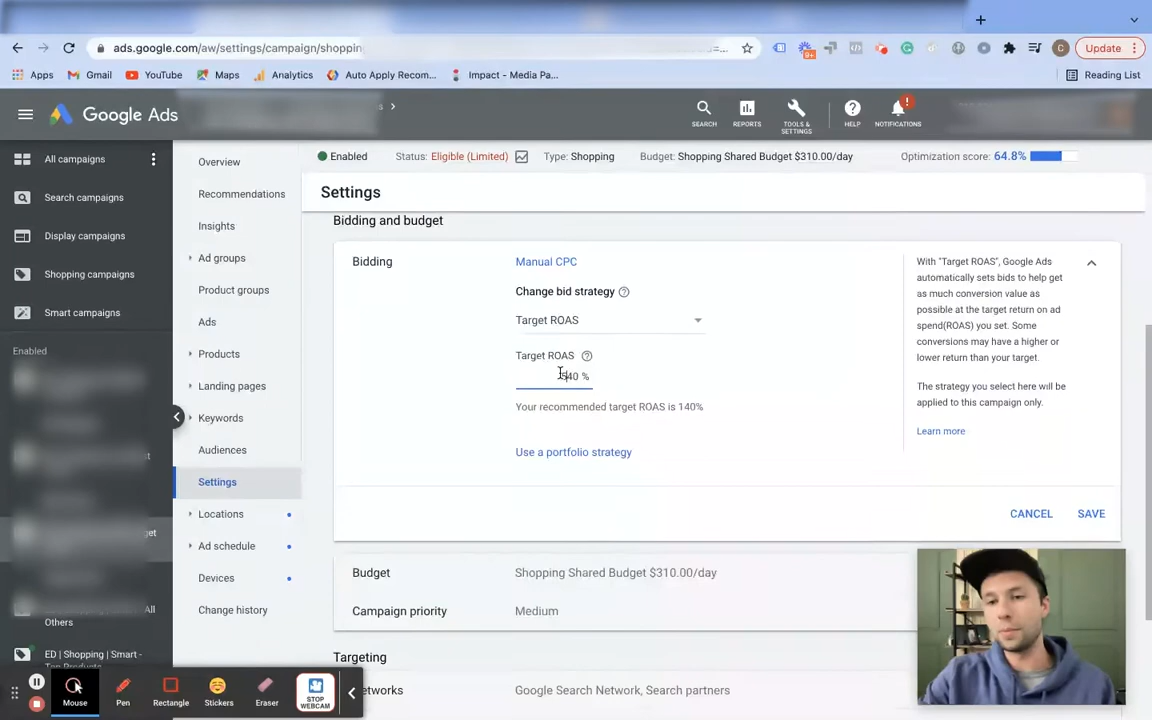 ads.google.com/aw/settings/campaign/shopping
=...
9+
C
Update
Apps
Gmail
YouTube
Maps
Analytics
Auto Apply Recom...
Impact - Media Pa...
Reading List
Google Ads
SEARCH
REPORTS
TOOLS & SETTINGS
HELP
!
NOTIFICATIONS
All campaigns
Search campaigns
Display campaigns
Shopping campaigns
Smart campaigns
Enabled
All
Others
ED | Shopping | Smart -
Overview
Recommendations
Insights
Ad groups
Product groups
Ads
Products
Landing pages
Keywords
Audiences
Settings
Locations
Ad schedule
Devices
Change history
Enabled
Status: Eligible (Limited)
Type: Shopping
Budget: Shopping Shared Budget $310.00/day
Optimization score: 64.8%
Settings
Bidding and budget
Bidding
Manual CPC
Change bid strategy
Target ROAS
Target ROAS
540 %
Your recommended target ROAS is 140%
Use a portfolio strategy
With "Target ROAS", Google Ads
automatically sets bids to help get
as much conversion value as
possible at the target return on ad
spend(ROAS) you set. Some
conversions may have a higher or
lower return than your target.
The strategy you select here will be
applied to this campaign only.
Learn more
CANCEL
SAVE
Budget
Shopping Shared Budget $310.00/day
Campaign priority
Medium
Targeting
Google Search Network, Search partners
Mouse
Pen
Rectangle
Stickers
Eraser
STOP WEBCAM